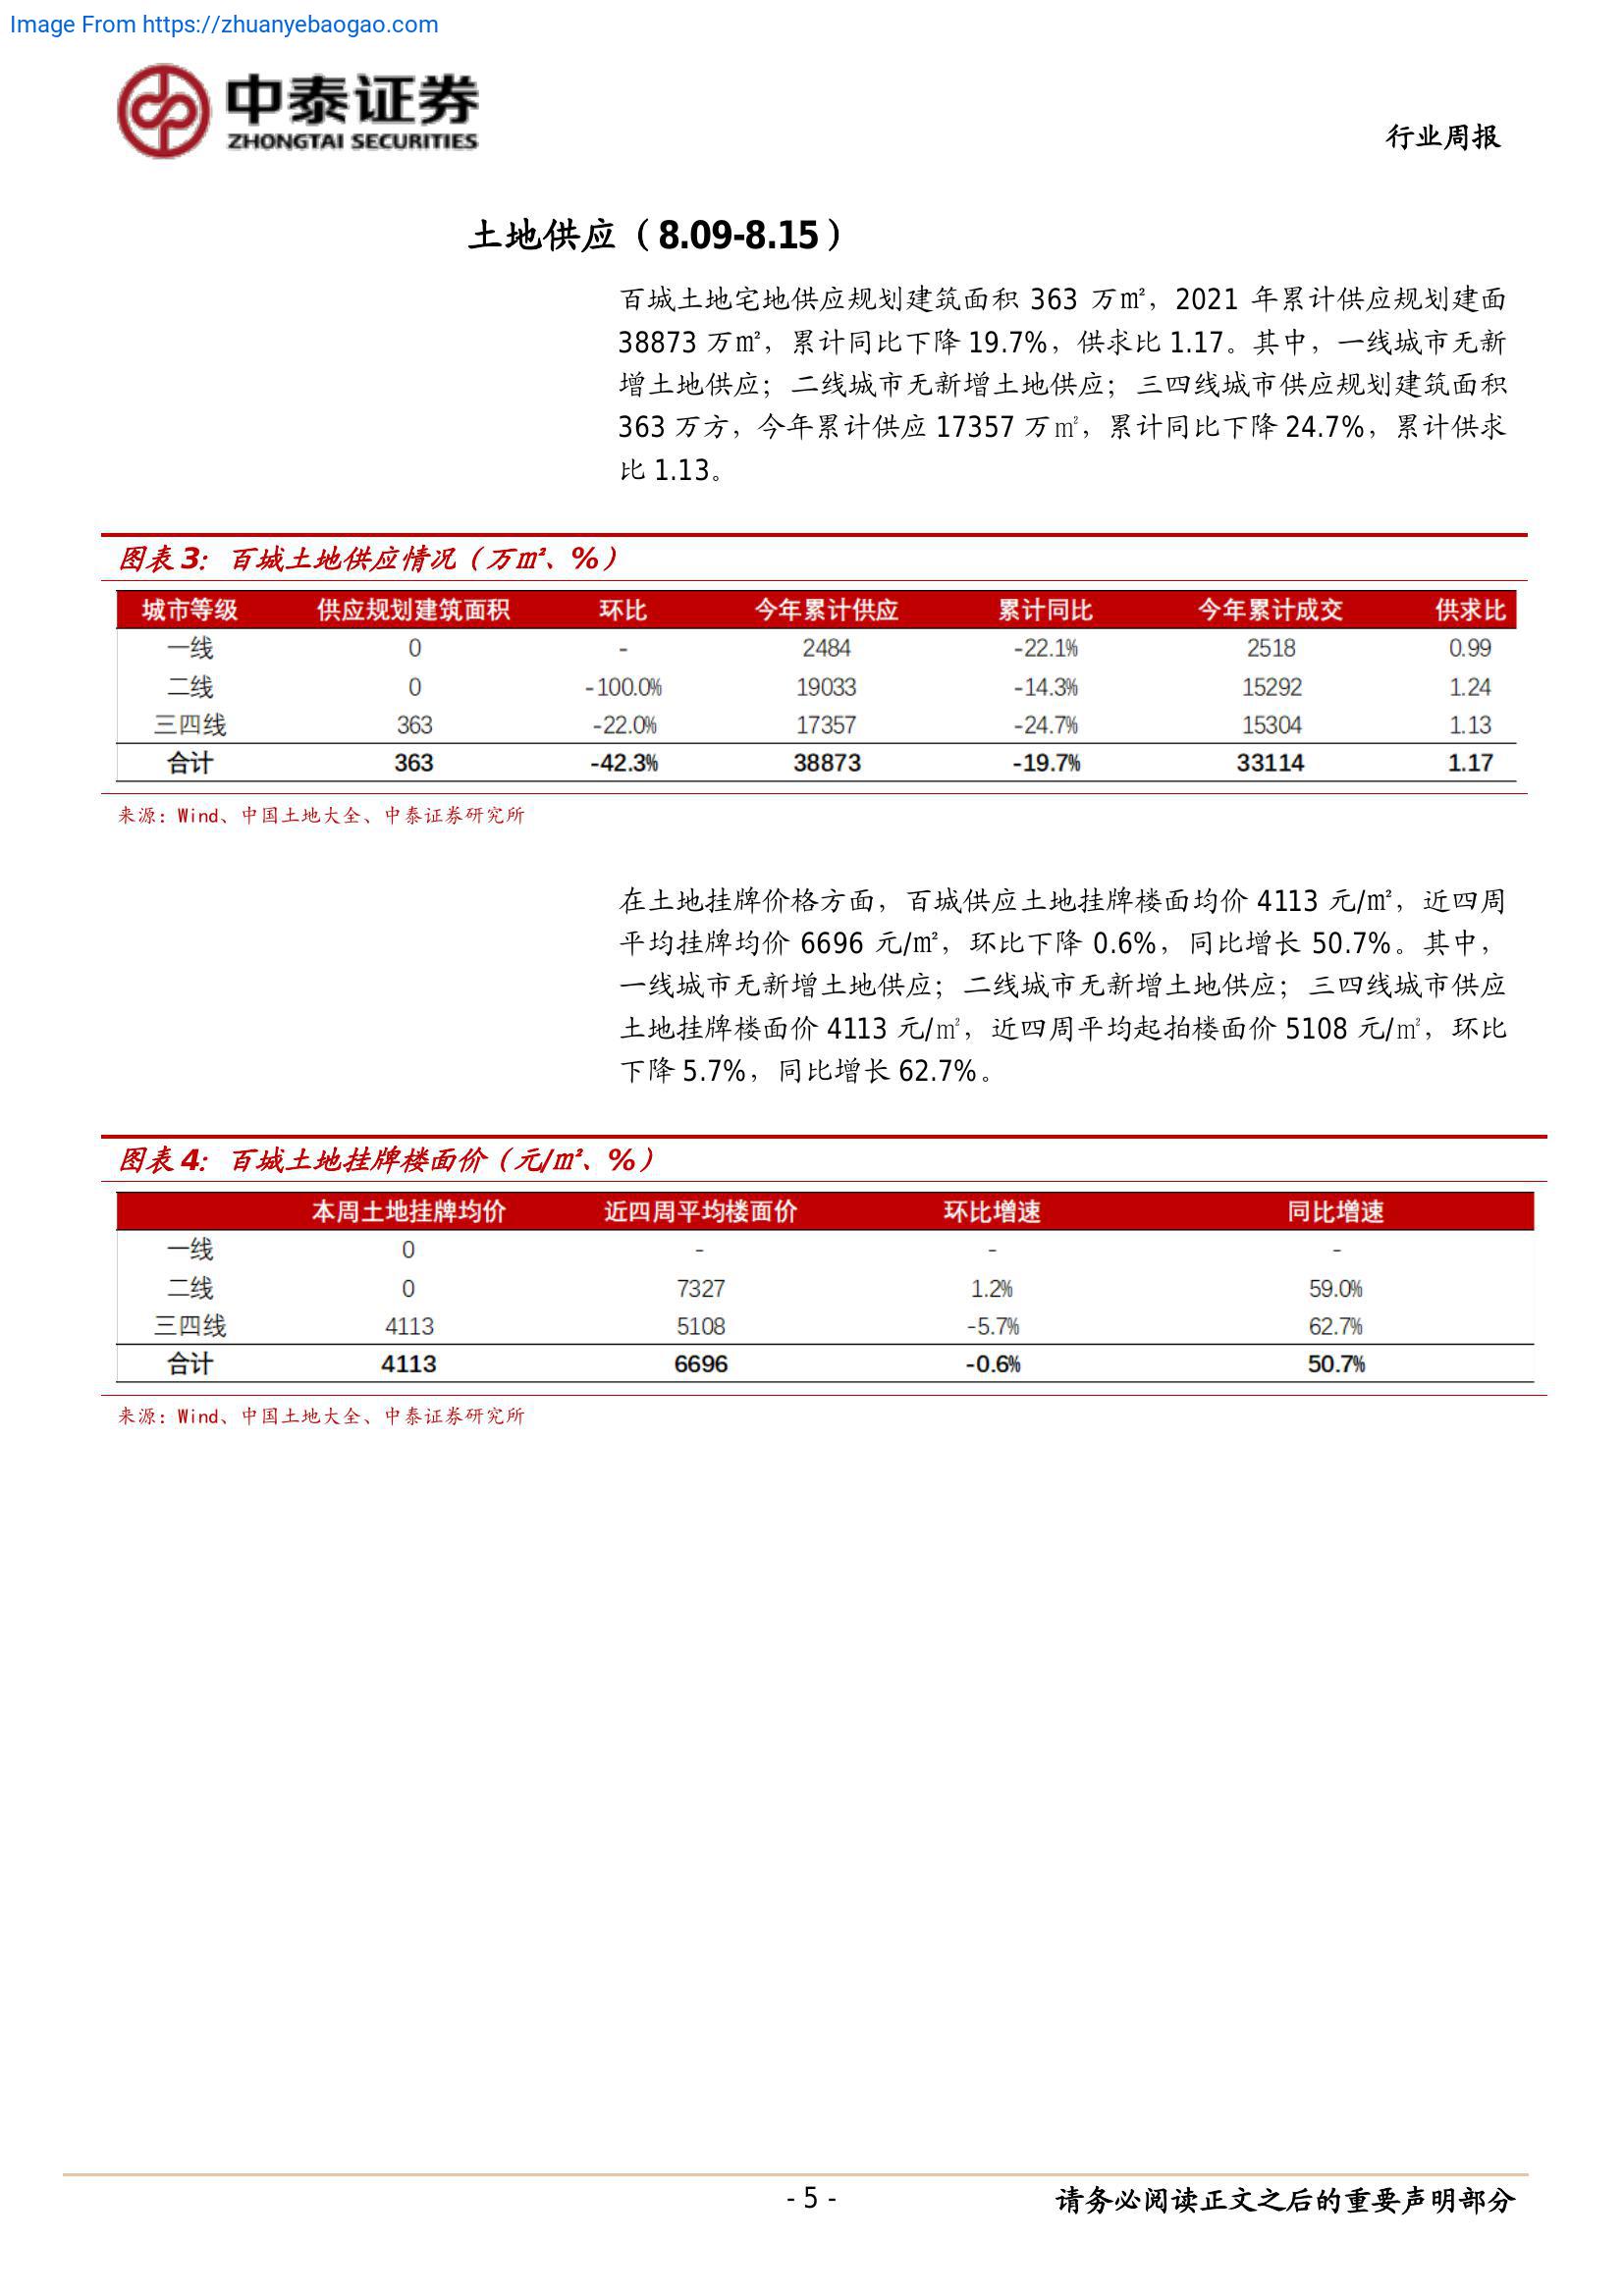 Image From https://zhuanyebaogao.com
中泰证券
ZHONGTAI SECURITIES
行业周报
土地供应（8.09-8.15）
百城土地宅地供应规划建筑面积 363 万㎡，2021 年累计供应规划建面
38873 万㎡，累计同比下降 19.7%，供求比 1.17。其中，一线城市无新
增土地供应；二线城市无新增土地供应；三四线城市供应规划建筑面积
363 万方，今年累计供应 17357 万㎡，累计同比下降 24.7%，累计供求
比 1.13。
图表 3：百城土地供应情况（万㎡、%）
城市等级 供应规划建筑面积 环比 今年累计供应 累计同比 今年累计成交 供求比
一线 0 - 2484 -22.1% 2518 0.99
二线 0 -100.0% 19033 -14.3% 15292 1.24
三四线 363 -22.0% 17357 -24.7% 15304 1.13
合计 363 -42.3% 38873 -19.7% 33114 1.17
来源：Wind、中国土地大全、中泰证券研究所
在土地挂牌价格方面，百城供应土地挂牌楼面均价 4113 元/㎡，近四周
平均挂牌均价 6696 元/㎡，环比下降 0.6%，同比增长 50.7%。其中，
一线城市无新增土地供应；二线城市无新增土地供应；三四线城市供应
土地挂牌楼面价 4113 元/㎡，近四周平均起拍楼面价 5108 元/㎡，环比
下降 5.7%，同比增长 62.7%。
图表 4：百城土地挂牌楼面价（元/㎡、%）
本周土地挂牌均价 近四周平均楼面价 环比增速 同比增速
一线 0 - - -
二线 0 7327 1.2% 59.0%
三四线 4113 5108 -5.7% 62.7%
合计 4113 6696 -0.6% 50.7%
来源：Wind、中国土地大全、中泰证券研究所
- 5 -
请务必阅读正文之后的重要声明部分